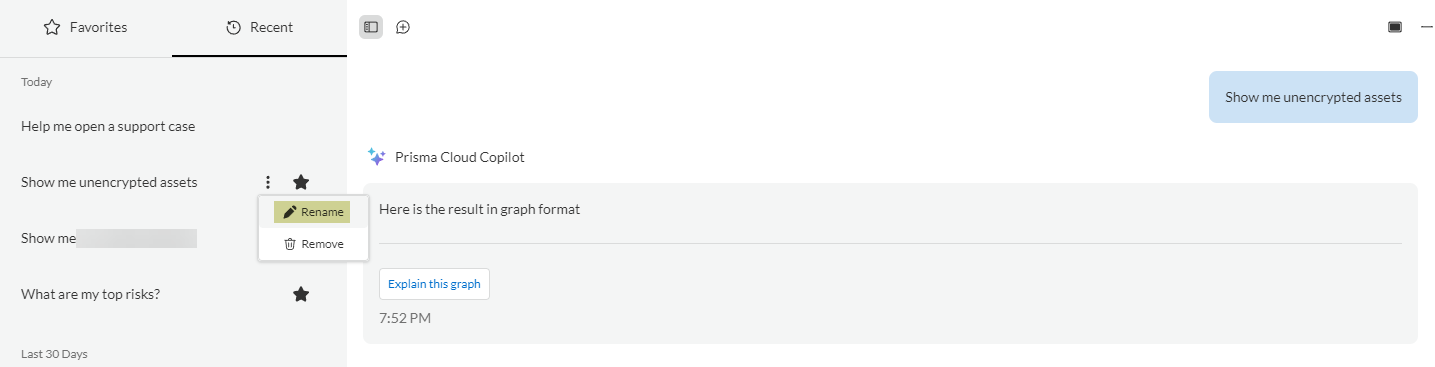 Favorites
Recent
Today
Help me open a support case
Show me unencrypted assets
Rename
Remove
Show me
What are my top risks?
Last 30 Days
Show me unencrypted assets
Prisma Cloud Copilot
Here is the result in graph format
Explain this graph
7:52 PM